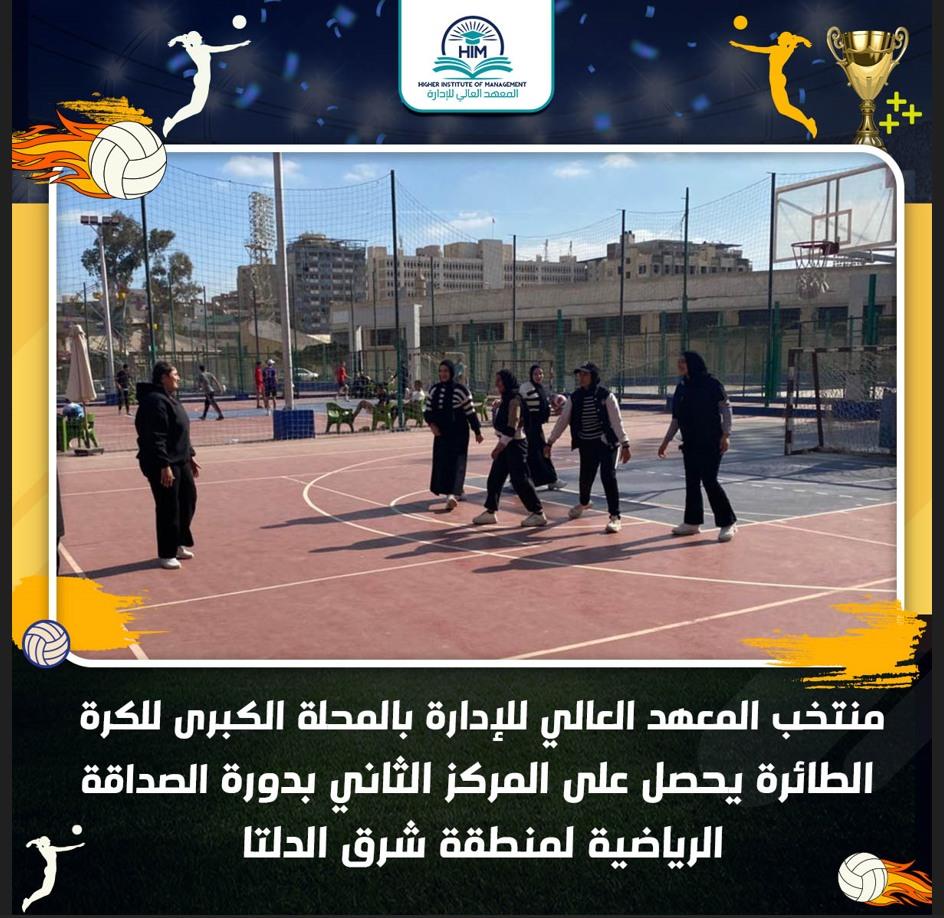 HIM
HIGHER INSTITUTE OF MANAGEMENT
المعهد العالي للإدارة
منتخب المعهد العالي للإدارة بالمحلة الكبرى للكرة
الطائرة يحصل على المركز الثاني بدورة الصداقة
الرياضية لمنطقة شرق الدلتا